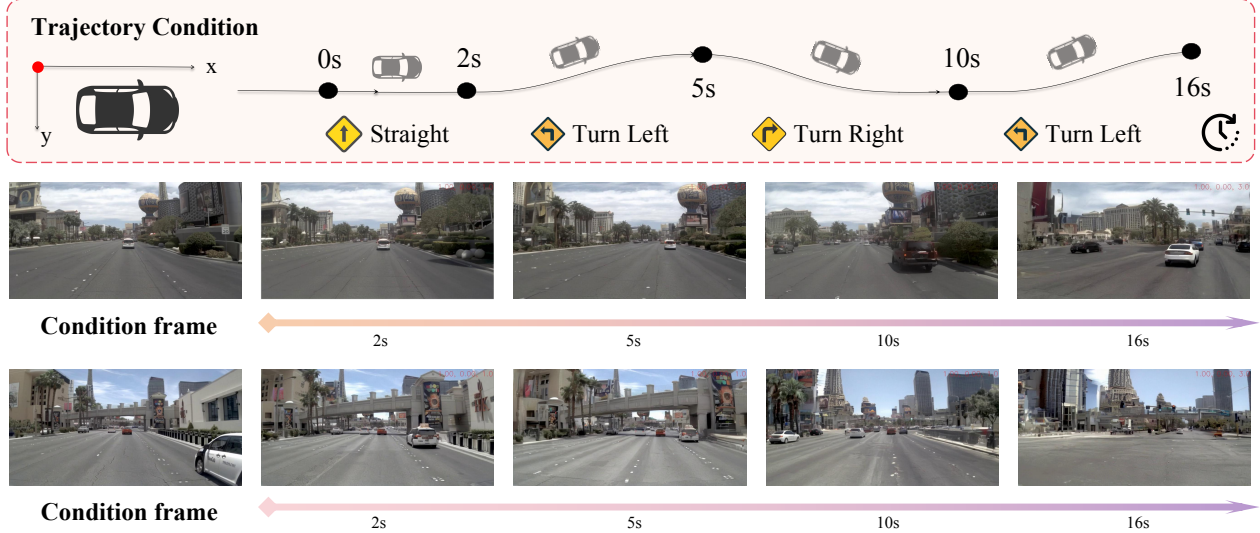 Trajectory Condition
x
y
0s
2s
5s
10s
16s
Straight
Turn Left
Turn Right
Turn Left
Condition frame
2s
5s
10s
16s
Condition frame
2s
5s
10s
16s